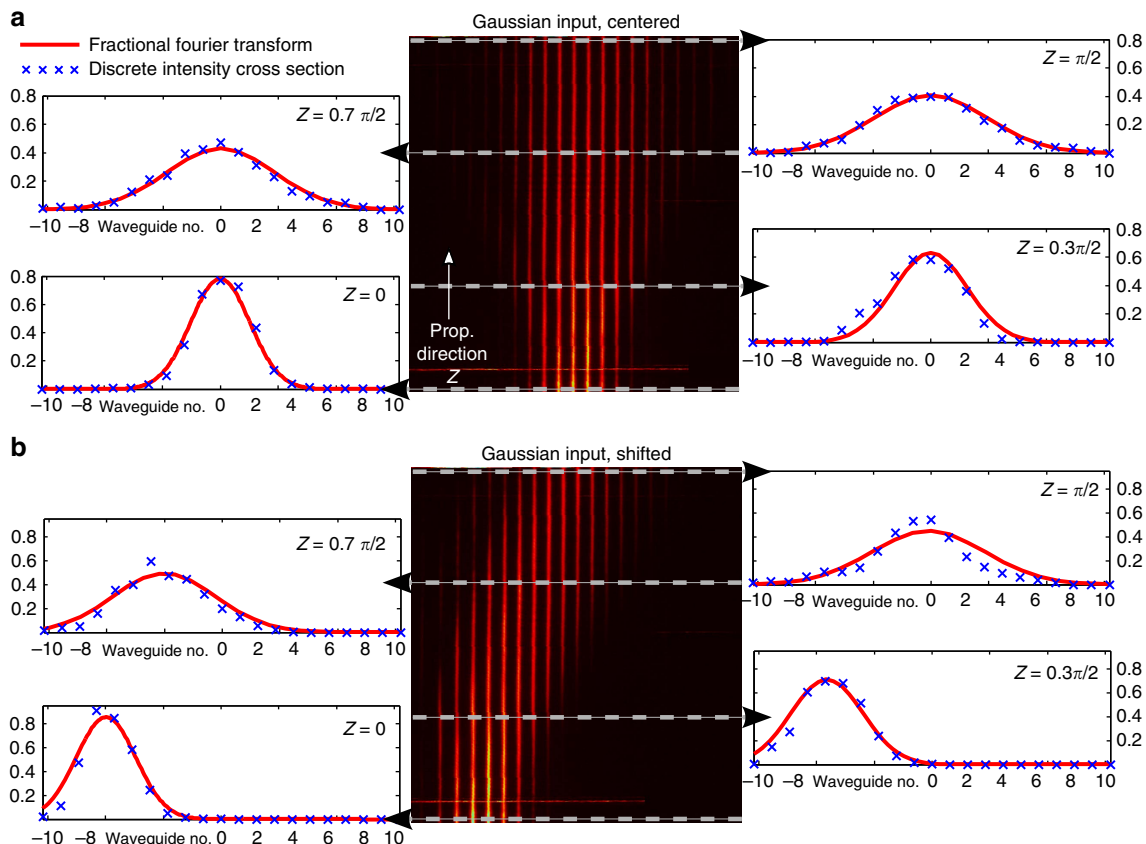 a
Gaussian input, centered
Fractional fourier transform
Discrete intensity cross section
Z = 0.7 π/2
0.8
0.6
0.4
0.2
–10 –8 Waveguide no. 0 2 4 6 8 10
Z = 0
0.8
0.6
0.4
0.2
–10 –8 Waveguide no. 0 2 4 6 8 10
Prop.
direction
Z
Z = π/2
0.8
0.6
0.4
0.2
–10 –8 Waveguide no. 0 2 4 6 8 10
Z = 0.3π/2
0.8
0.6
0.4
0.2
–10 –8 Waveguide no. 0 2 4 6 8 10
b
Gaussian input, shifted
Z = 0.7 π/2
0.8
0.6
0.4
0.2
–10 –8 Waveguide no. 0 2 4 6 8 10
Z = 0
0.8
0.6
0.4
0.2
–10 –8 Waveguide no. 0 2 4 6 8 10
Z = π/2
0.8
0.6
0.4
0.2
–10 –8 Waveguide no. 0 2 4 6 8 10
Z = 0.3π/2
0.8
0.6
0.4
0.2
–10 –8 Waveguide no. 0 2 4 6 8 10